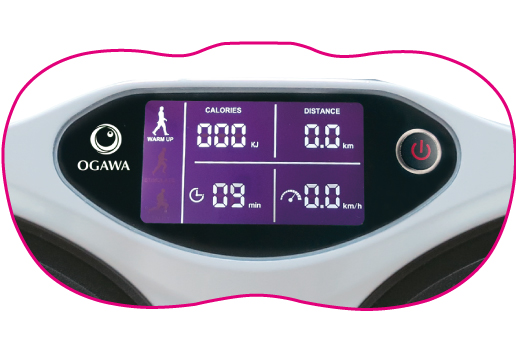 OGAWA
WARM UP
CALORIES
000 KJ
DISTANCE
0.0 km
09 min
0.0 km/h